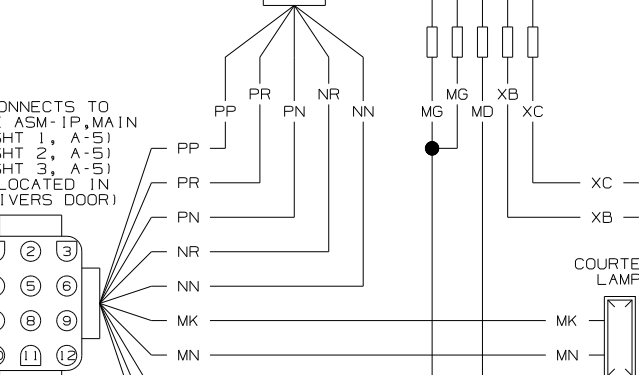 PR NR MG XB
PP PN NN MG MD XC
ONNECTS TO
ASM-IP,MAIN
GHT 1, A-5)
GHT 2, A-5)
GHT 3, A-5)
LOCATED IN
IVERS DOOR)
PP
PR XC
PN XB
NR
NN
COURTE
LAMP
MK MK
MN MN
2 3
5 6
8 9
11 12